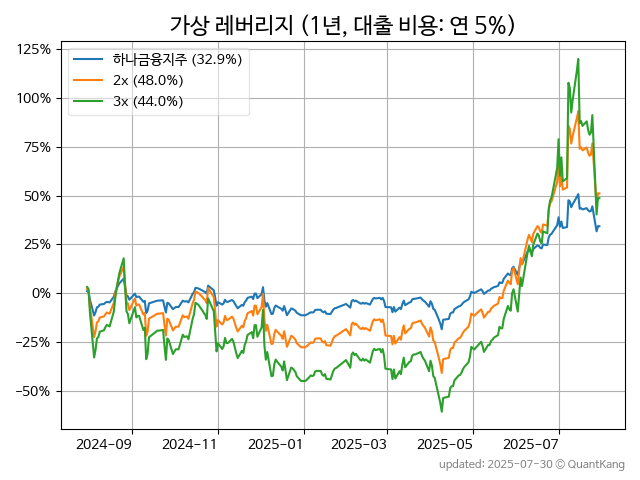 가상 레버리지 (1년, 대출 비용: 연 5%)
하나금융지주 (32.9%)
2x (48.0%)
3x (44.0%)
125%
100%
75%
50%
25%
0%
−25%
−50%
2024-09 2024-11 2025-01 2025-03 2025-05 2025-07
updated: 2025-07-30 © QuantKang